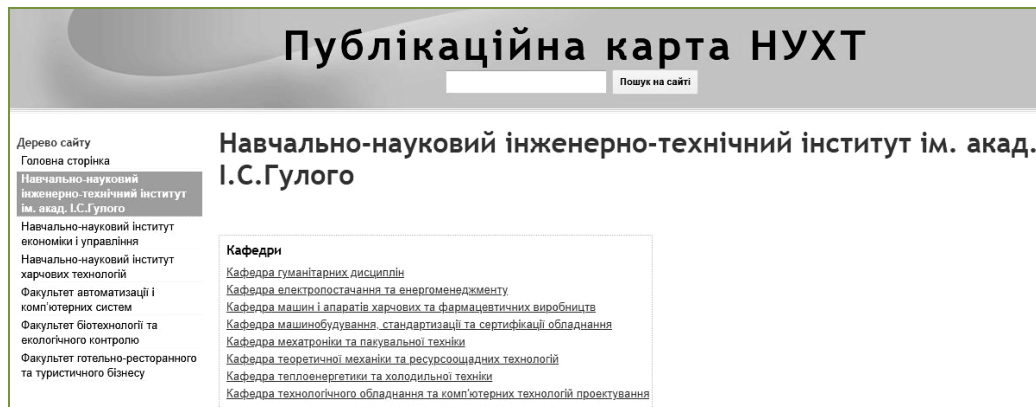 Публікаційна карта НУХТ
Пошук на сайті
Дерево сайту
Головна сторінка
Навчально-науковий
інженерно-технічний інститут
ім. акад. І.С.Гулого
Навчально-науковий інститут
економіки і управління
Навчально-науковий інститут
харчових технологій
Факультет автоматизації і
комп'ютерних систем
Факультет біотехнології та
екологічного контролю
Факультет готельно-ресторанного
та туристичного бізнесу
Навчально-науковий інженерно-технічний інститут ім. акад.
І.С.Гулого
Кафедри
Кафедра гуманітарних дисциплін
Кафедра електропостачання та енергоменеджменту
Кафедра машин і апаратів харчових та фармацевтичних виробництв
Кафедра машинобудування, стандартизації та сертифікації обладнання
Кафедра мехатроніки та пакувальної техніки
Кафедра теоретичної механіки та ресурсоощадних технологій
Кафедра теплоенергетики та холодильної техніки
Кафедра технологічного обладнання та комп'ютерних технологій проектування